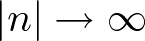 |n| → ∞